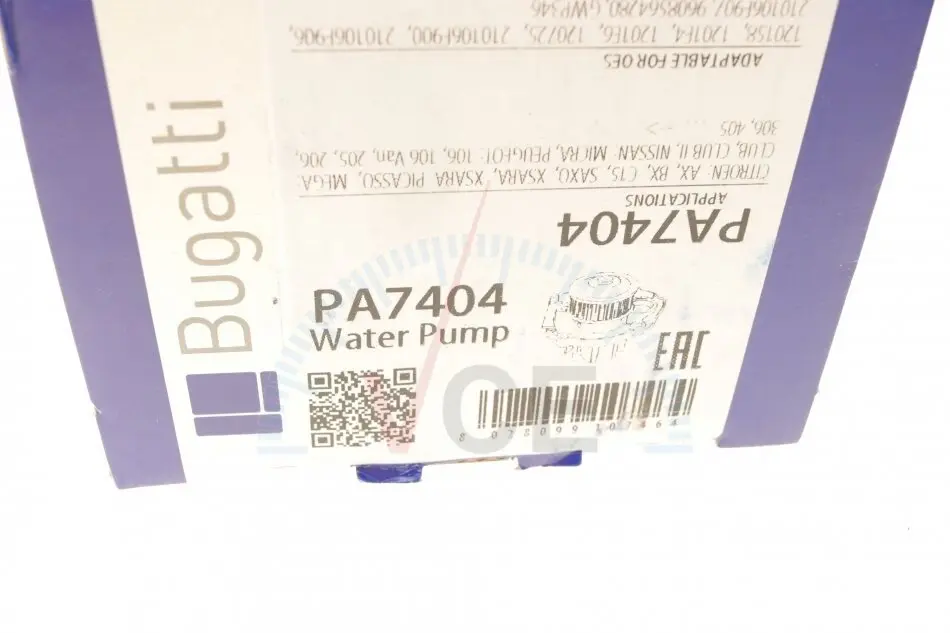 Bugatti
PA7404
Water Pump
EAC
PA7404
APPLICATIONS
CITROEN: AX, BX, C15, SAXO, XSARA, XSARA PICASSO, MEGA:
CLUB, CLUB II, NISSAN: MICRA, PEUGEOT: 106, 106 Van, 205, 206,
306, 405 ... ->
ADAPTABLE FOR OES
120158, 1201F4, 1201E6, 120725, 210106F900, 210106F906,
210106F907, 9608564280, GWP346
VOE